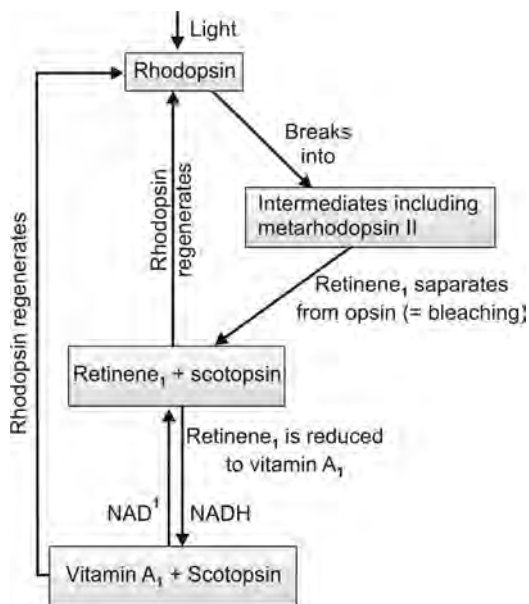 Light
Rhodopsin
Breaks
into
Intermediates including
metarhodopsin II
Rhodopsin
regenerates
Rhodopsin regenerates
Retinene₁ saparates
from opsin (= bleaching)
Retinene₁ + scotopsin
Retinene₁ is reduced
to vitamin A₁
NAD¹
NADH
Vitamin A₁ + Scotopsin